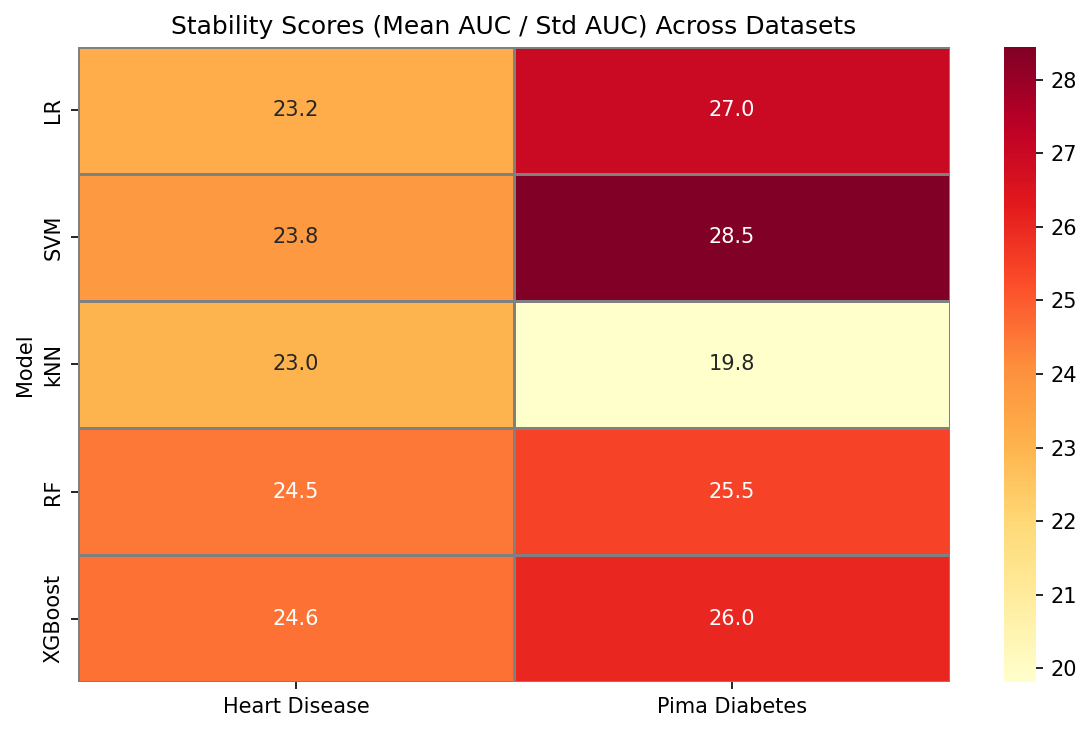 Stability Scores (Mean AUC / Std AUC) Across Datasets
Model
LR
23.2
27.0
SVM
23.8
28.5
kNN
23.0
19.8
RF
24.5
25.5
XGBoost
24.6
26.0
Heart Disease
Pima Diabetes
28
27
26
25
24
23
22
21
20